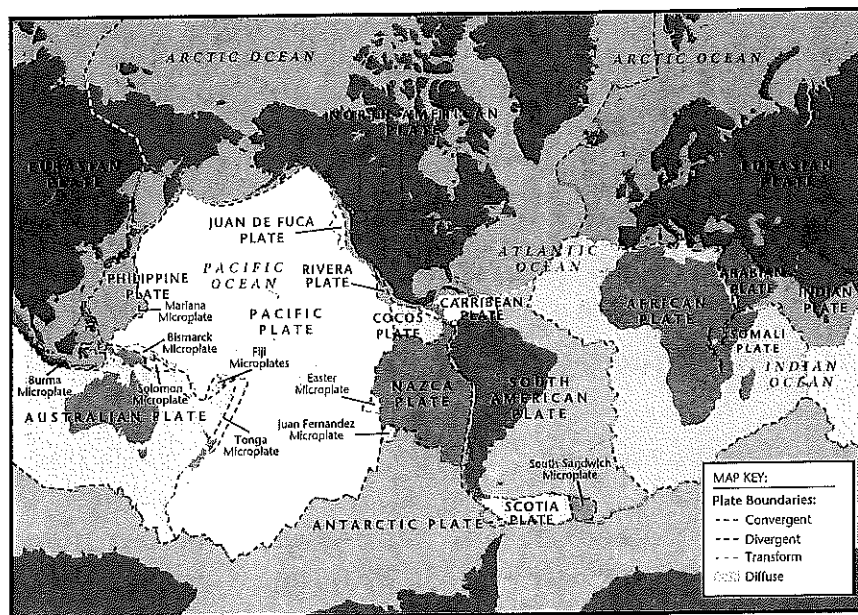 ARCTIC OCEAN
ARCTIC OCEAN
NORTH AMERICAN
PLATE
EURASIAN
PLATE
EURASIAN
PLATE
JUAN DE FUCA
PLATE
ATLANTIC
OCEAN
PACIFIC
OCEAN
RIVERA
PLATE
PHILIPPINE
PLATE
ARABIAN
PLATE
INDIAN
PLATE
Mariana
Microplate
PACIFIC
PLATE
COCOS
PLATE
CARRIBEAN
PLATE
AFRICAN
PLATE
SOMALI
PLATE
Bismarck
Microplate
Fiji
Microplates
INDIAN
OCEAN
Burma
Microplate
Solomon
Microplate
Easter
Microplate
NAZCA
PLATE
SOUTH
AMERICAN
PLATE
AUSTRALIAN PLATE
Tonga
Microplate
Juan Fernandez
Microplate
South Sandwich
Microplate
SCOTIA
PLATE
ANTARCTIC PLATE
MAP KEY:
Plate Boundaries:
Convergent
Divergent
Transform
Diffuse